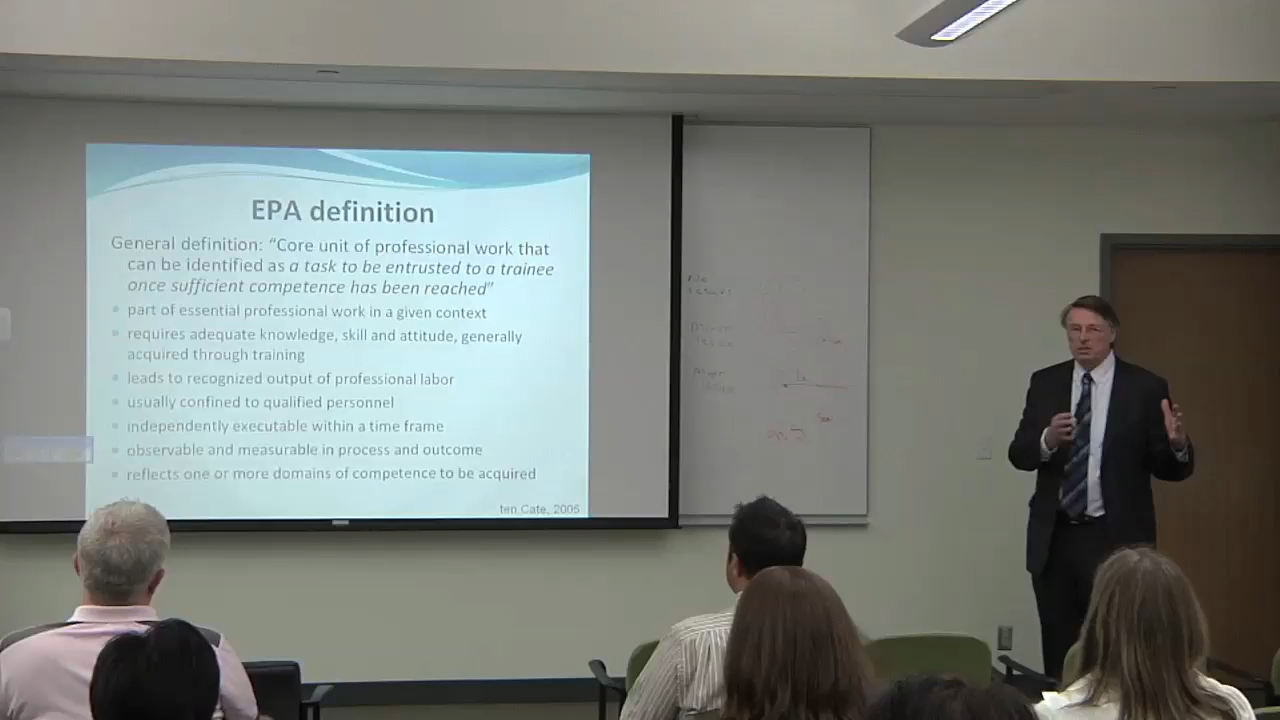 EPA definition
General definition: “Core unit of professional work that
can be identified as a task to be entrusted to a trainee
once sufficient competence has been reached”
part of essential professional work in a given context
requires adequate knowledge, skill and attitude, generally
acquired through training
leads to recognized output of professional labor
usually confined to qualified personnel
independently executable within a time frame
observable and measurable in process and outcome
reflects one or more domains of competence to be acquired
ten Cate, 2005